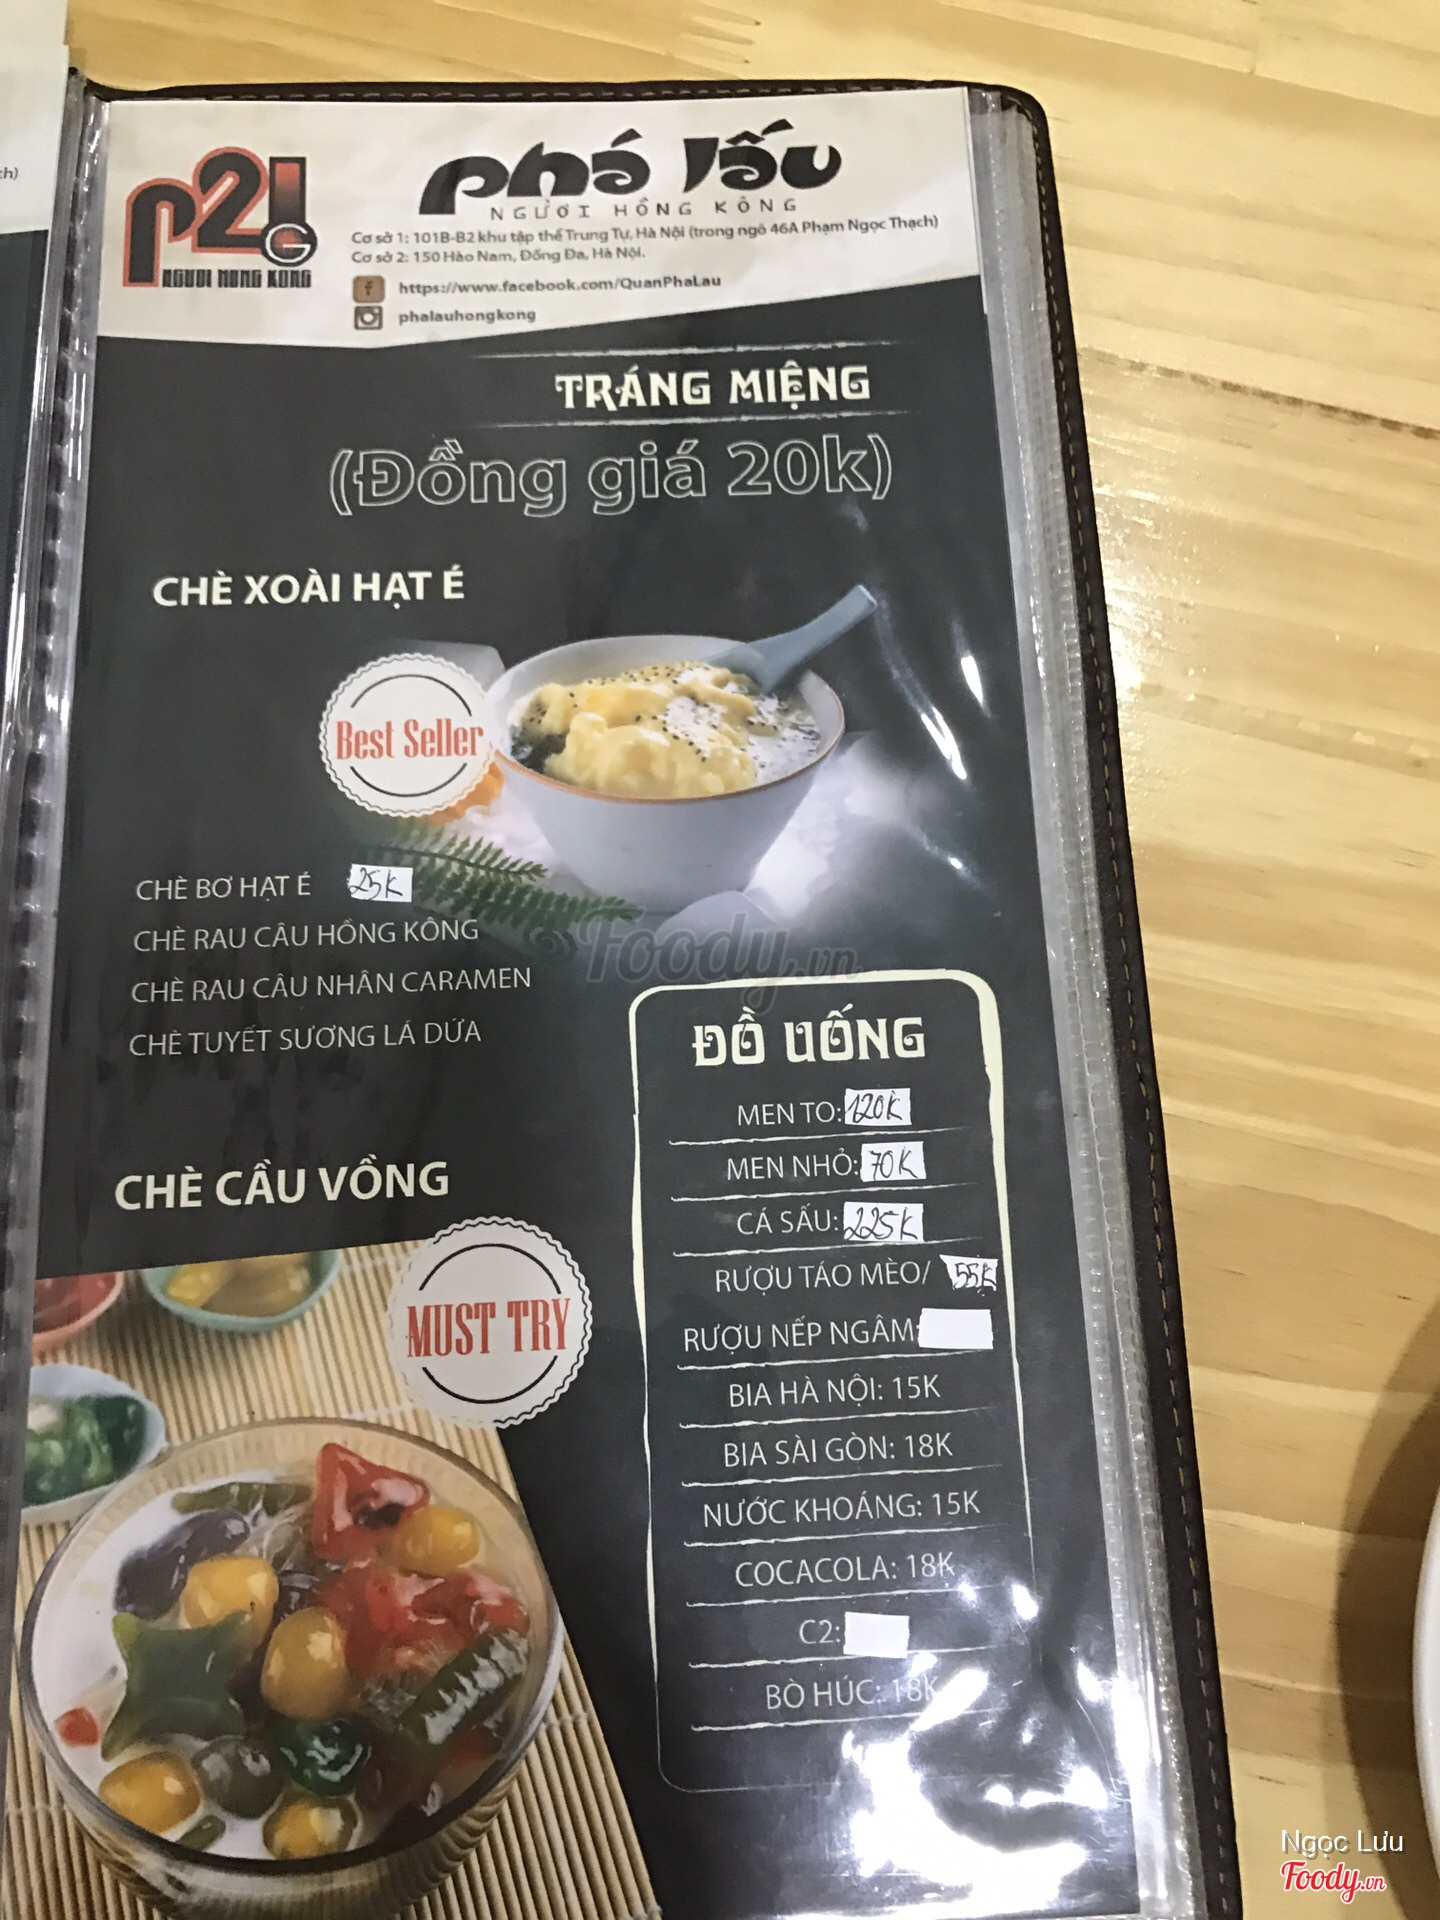 ch)
P2L
G
NGƯỜI HỒNG KÔNG
Phá lấu
NGƯỜI HỒNG KÔNG
Cơ sở 1: 101B-B2 khu tập thể Trung Tự, Hà Nội (trong ngõ 46A Phạm Ngọc Thạch)
Cơ sở 2: 150 Hào Nam, Đống Đa, Hà Nội.
https://www.facebook.com/QuanPhaLau
phalauhongkong
TRÁNG MIỆNG
(Đồng giá 20k)
CHÈ XOÀI HẠT É
Best Seller
CHÈ BƠ HẠT É 25K
CHÈ RAU CÂU HỒNG KÔNG
CHÈ RAU CÂU NHÂN CARAMEN
CHÈ TUYẾT SƯƠNG LÁ DỨA
Foody.vn
CHÈ CẦU VỒNG
MUST TRY
ĐỒ UỐNG
MEN TO: 120K
MEN NHỎ: 70K
CÁ SẤU: 225K
RƯỢU TÁO MÈO/ 55K
RƯỢU NẾP NGÂM:
BIA HÀ NỘI: 15K
BIA SÀI GÒN: 18K
NƯỚC KHOÁNG: 15K
COCACOLA: 18K
C2:
BÒ HÚC: 18K
Ngọc Lưu
Foody.vn